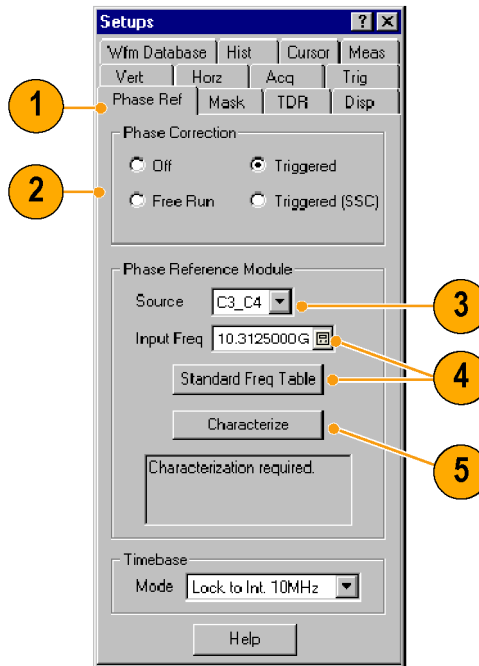 Setups
Wfm Database Hist Cursor Meas
Vert Horz Acq Trig
Phase Ref Mask TDR Disp
1
Phase Correction
Off Triggered
2
Free Run Triggered (SSC)
Phase Reference Module
Source C3_C4
3
Input Freq 10.3125000G
4
Standard Freq Table
Characterize
5
Characterization required.
Timebase
Mode Lock to Int. 10MHz
Help